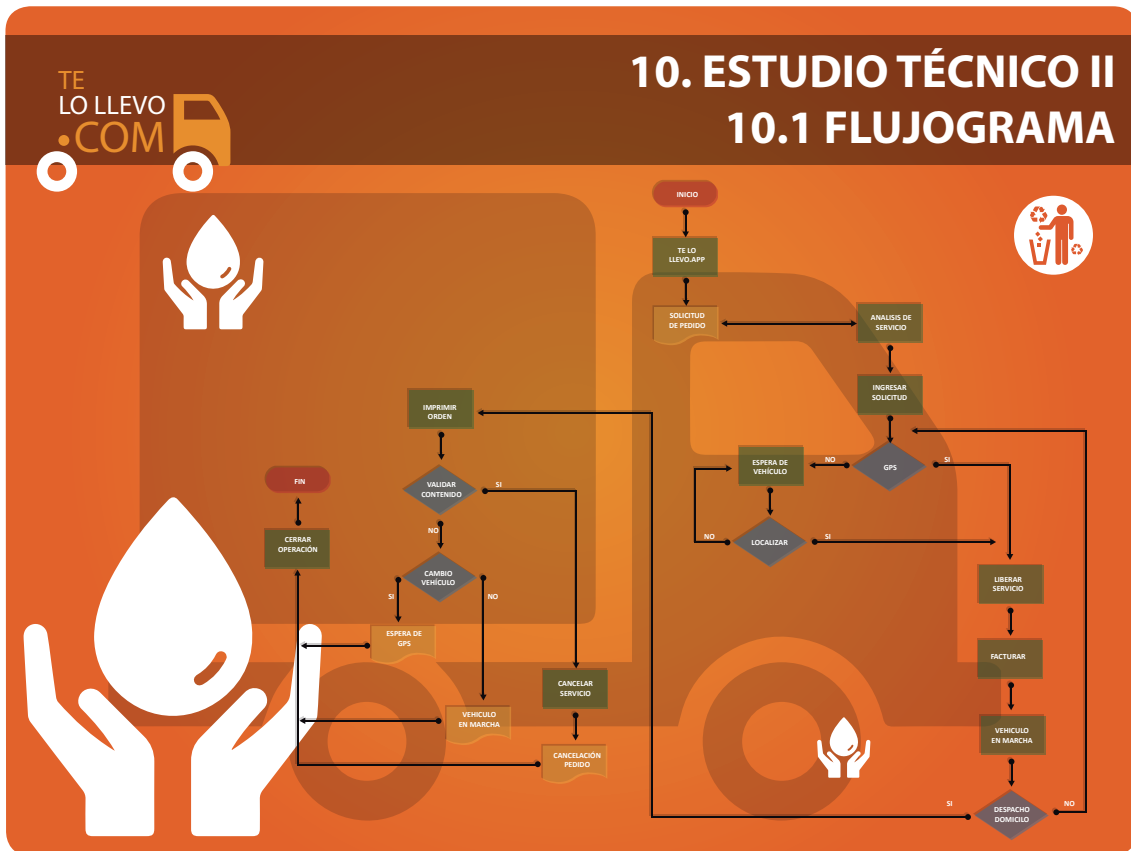 TE
LO LLEVO
•COM
10. ESTUDIO TÉCNICO II
10.1 FLUJOGRAMA
INICIO
TE LO
LLEVO.APP
SOLICITUD
DE PEDIDO
ANALISIS DE
SERVICIO
INGRESAR
SOLICITUD
GPS
NO
SI
ESPERA DE
VEHÍCULO
LOCALIZAR
NO
SI
LIBERAR
SERVICIO
FACTURAR
VEHICULO
EN MARCHA
DESPACHO
DOMICILO
SI
NO
IMPRIMIR
ORDEN
VALIDAR
CONTENIDO
SI
NO
CAMBIO
VEHÍCULO
SI
NO
ESPERA DE
GPS
VEHICULO
EN MARCHA
CANCELAR
SERVICIO
CANCELACIÓN
PEDIDO
CERRAR
OPERACIÓN
FIN